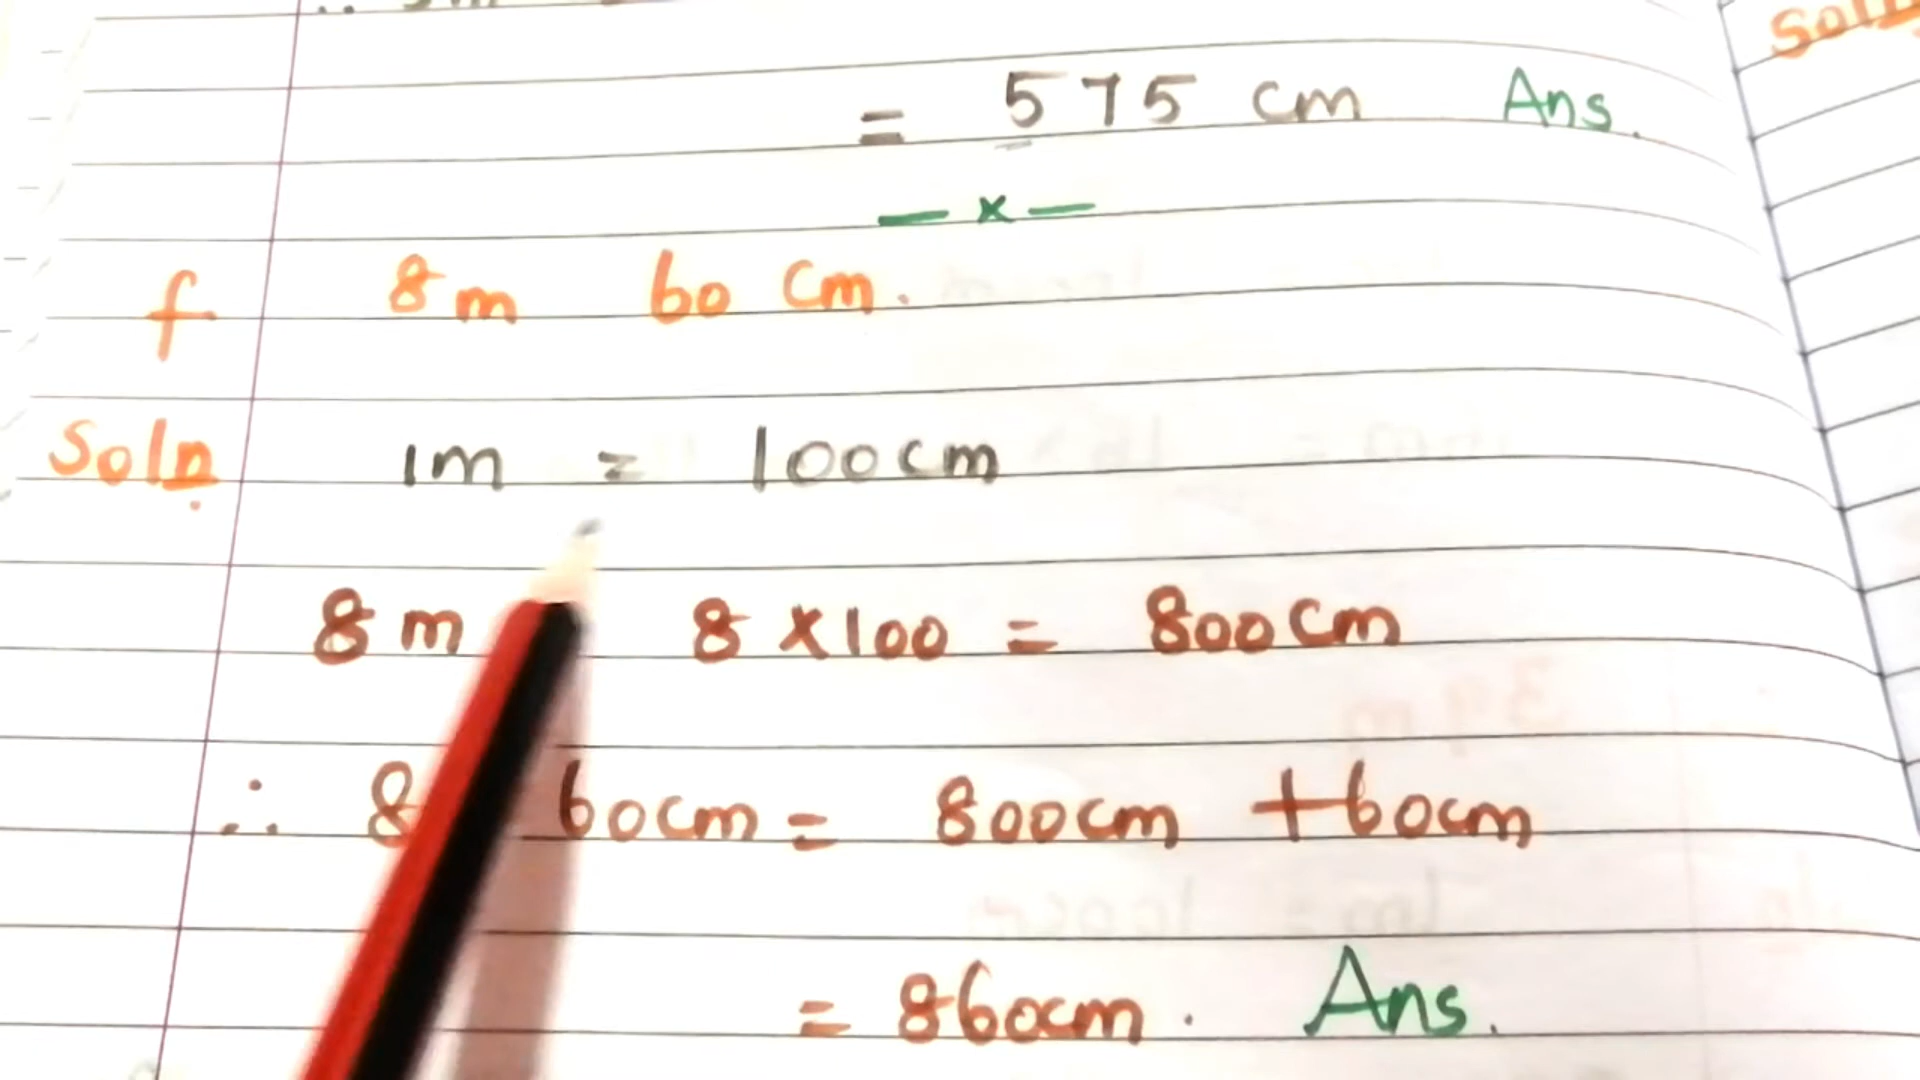 = 575 cm Ans.
— x —
f 8m 60 cm.
Soln 1m = 100cm
8m 8 × 100 = 800cm
∴ 8 60cm = 800cm + 60cm
= 860cm. Ans.
Soln